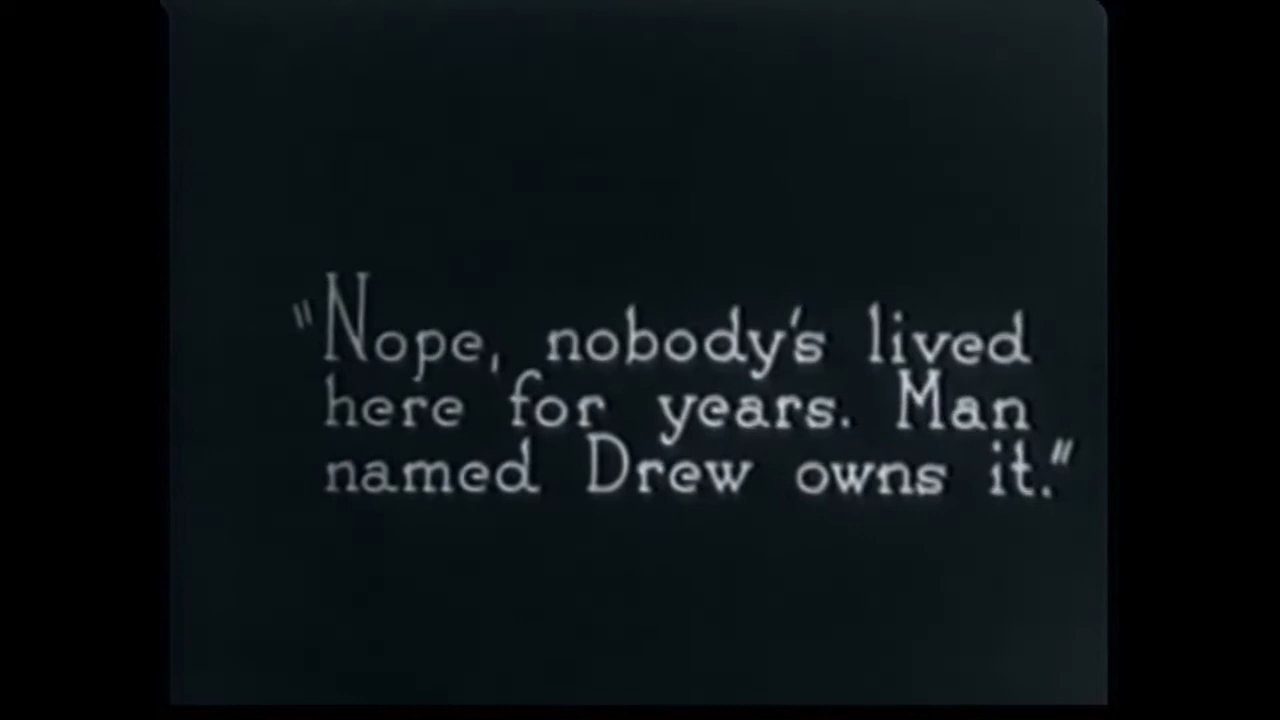 "Nope, nobody's lived
here for years. Man
named Drew owns it."